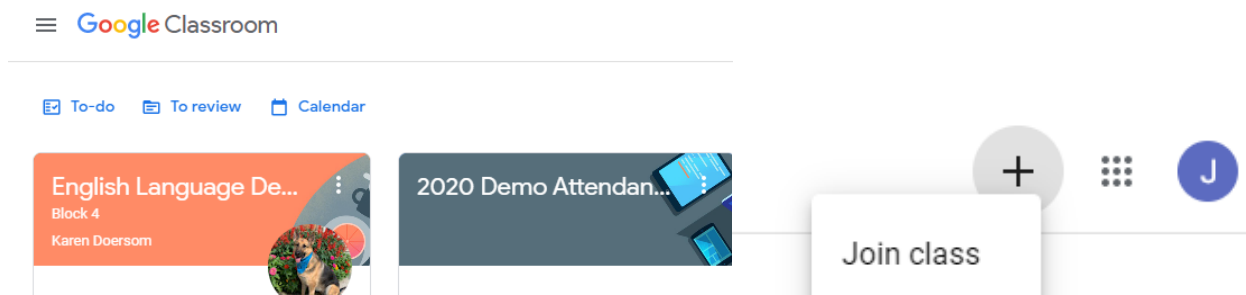 Google Classroom
To-do To review Calendar
English Language De...
Block 4
Karen Doersom
2020 Demo Attendan...
J
Join class